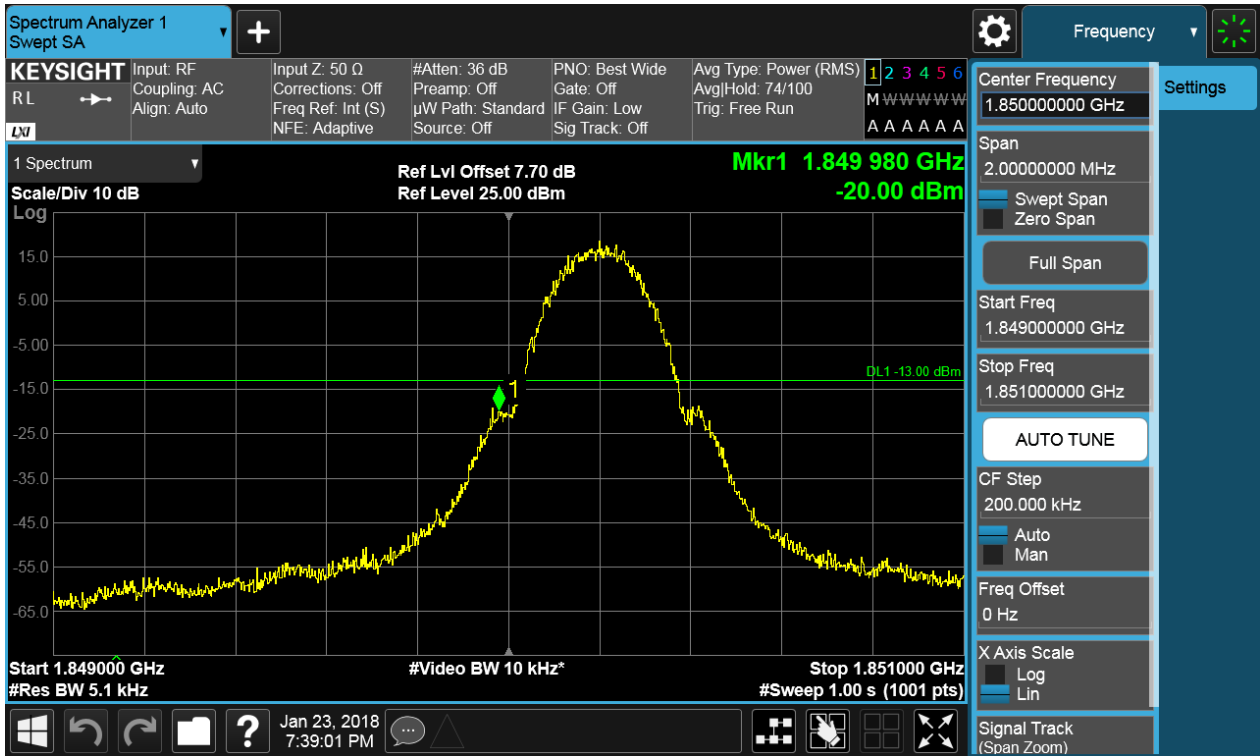 Spectrum Analyzer 1
Swept SA
+
Frequency
KEYSIGHT
R L
LXI
Input: RF
Coupling: AC
Align: Auto
Input Z: 50 Ω
Corrections: Off
Freq Ref: Int (S)
NFE: Adaptive
#Atten: 36 dB
Preamp: Off
µW Path: Standard
Source: Off
PNO: Best Wide
Gate: Off
IF Gain: Low
Sig Track: Off
Avg Type: Power (RMS)
Avg|Hold: 74/100
Trig: Free Run
1 2 3 4 5 6
M W W W W W
A A A A A A
1 Spectrum
Scale/Div 10 dB
Log
Ref Lvl Offset 7.70 dB
Ref Level 25.00 dBm
Mkr1 1.849 980 GHz
-20.00 dBm
15.0
5.00
-5.00
-15.0
-25.0
-35.0
-45.0
-55.0
-65.0
DL1 -13.00 dBm
1
Start 1.849000 GHz
#Res BW 5.1 kHz
#Video BW 10 kHz*
Stop 1.851000 GHz
#Sweep 1.00 s (1001 pts)
Center Frequency
1.850000000 GHz
Span
2.00000000 MHz
Swept Span
Zero Span
Full Span
Start Freq
1.849000000 GHz
Stop Freq
1.851000000 GHz
AUTO TUNE
CF Step
200.000 kHz
Auto
Man
Freq Offset
0 Hz
X Axis Scale
Log
Lin
Signal Track
(Span Zoom)
Settings
?
Jan 23, 2018
7:39:01 PM